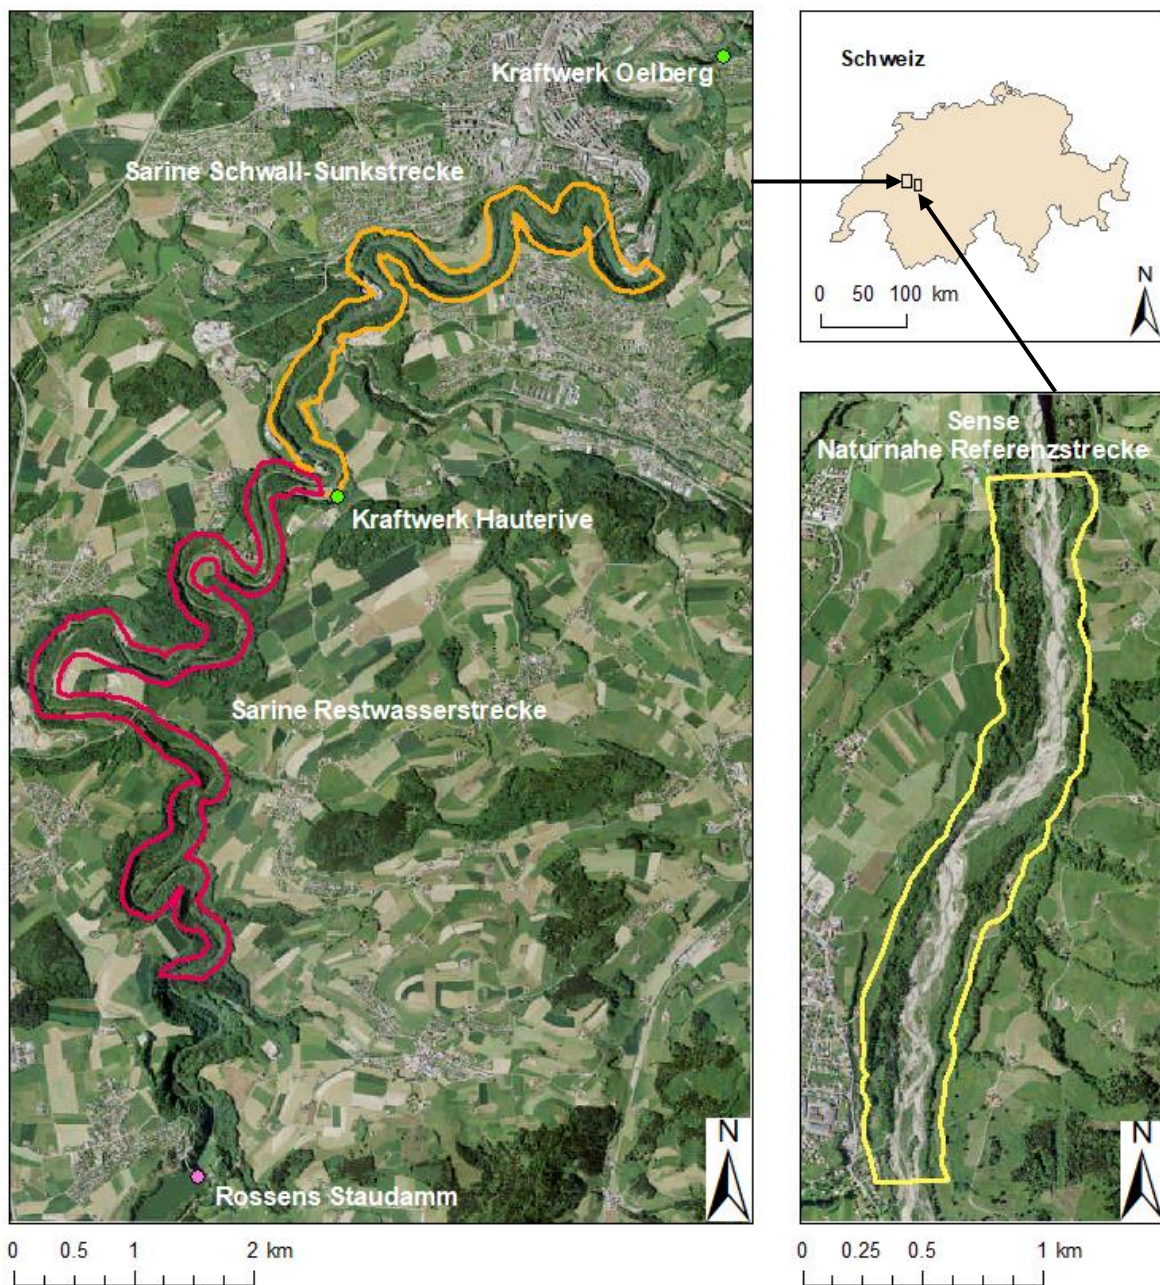 Kraftwerk Oelberg
Sarine Schwall-Sunkstrecke
Kraftwerk Hauterive
Sarine Restwasserstrecke
Rossens Staudamm
N
0 0.5 1 2 km
Schweiz
N
0 50 100 km
Sense
Naturnahe Referenzstrecke
N
0 0.25 0.5 1 km